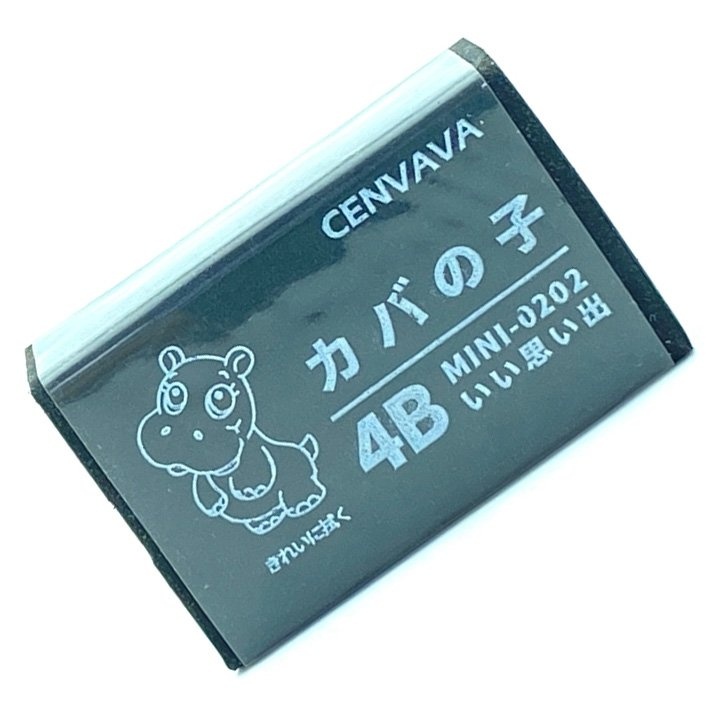 CENVAVA
カバの子
4B
MINI-0202
いい思い出
きれいに拭く